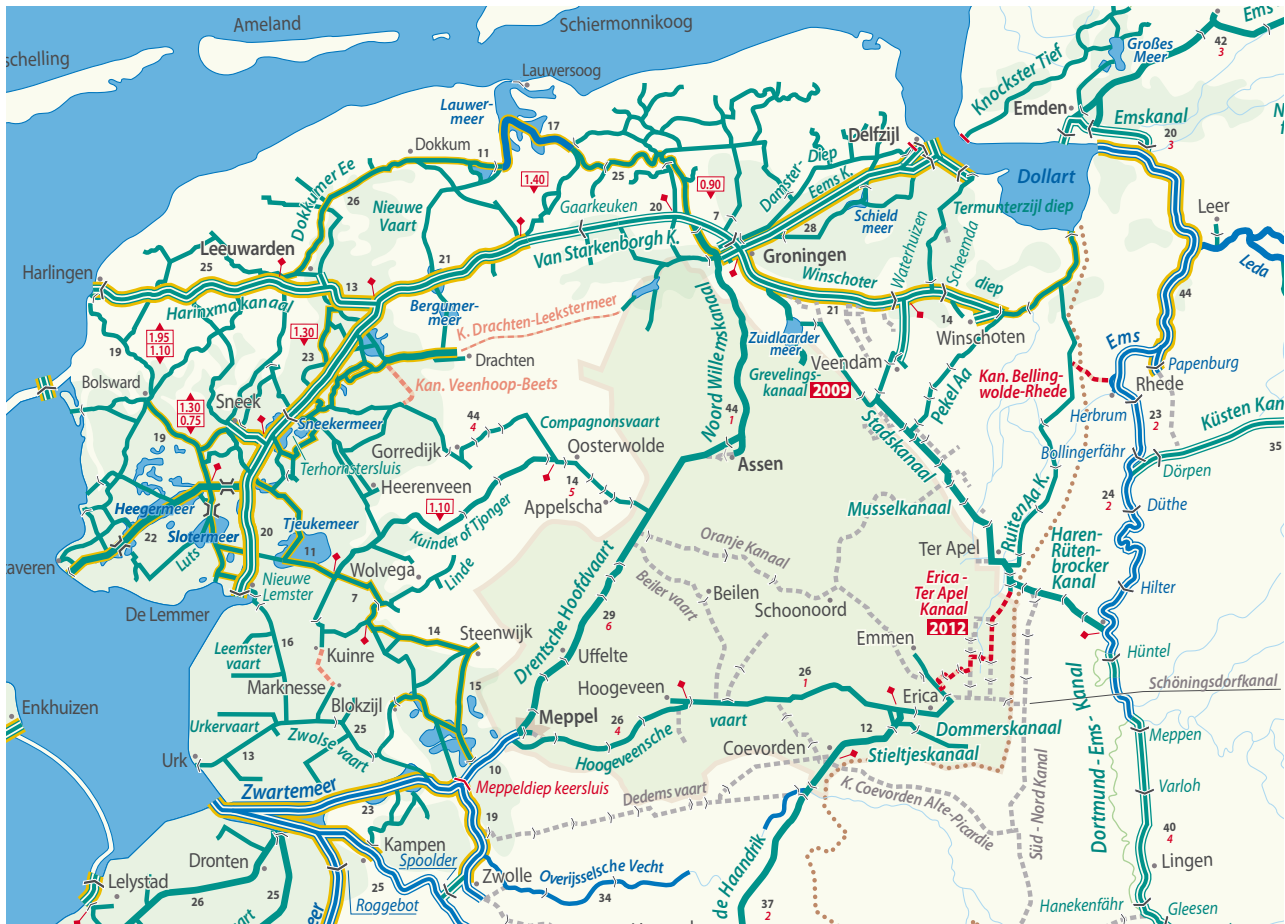 Ameland
Schiermonnikoog
schelling
Ems
42
3
Großes
Meer
Knockster Tief
Lauwersoog
Lauwer-
meer
17
Emden
Emskanal
20
3
Delfzijl
Dokkum
11
25
Damster-
Diep
Eems K.
Dollart
Dokkumer Ee
26
1.40
0.90
Nieuwe
Vaart
Gaarkeuken
20
7
Schield
meer
28
Termunterzijl diep
Leer
Leda
Leeuwarden
25
Van Starkenborgh K.
Groningen
Waterhuizen
Scheemda
Harlingen
Harinxmakanaal
13
21
Winschoter
diep
Bergumer-
meer
K. Drachten-Leekstermeer
Noord Willemskanaal
21
14
Winschoten
44
1.95
1.10
19
1.30
23
Zuidlaarder
meer
Veendam
Ems
Papenburg
Drachten
Kan. Veenhoop-Beets
Grevelings-
kanaal
2009
Kan. Belling-
wolde-Rhede
Rhede
Bolsward
1.30
0.75
Sneek
Sneekermeer
44
4
Compagnonsvaart
44
1
Pekel Aa
Herbrum
23
2
Küsten Kan
35
19
Terhornstersluis
Gorredijk
Oosterwolde
Assen
Stadskanaal
Bollingerfähr
Dörpen
Heerenveen
14
5
Appelscha
Heegermeer
1.10
Musselkanaal
24
2
Düthe
Slotermeer
Tjeukemeer
Kuinder of Tjonger
22
20
11
Oranje Kanaal
Ruiten Aa K.
Ter Apel
Haren-
Rüten-
brocker
Kanal
Luts
Wolvega
Linde
averen
Nieuwe
Lemster
7
Beiler vaart
Beilen
Schoonoord
Erica -
Ter Apel
Kanaal
2012
Hilter
De Lemmer
Drentsche Hoofdvaart
29
6
14
Steenwijk
Emmen
Leemster
vaart
16
Kuinre
Uffelte
Hüntel
Marknesse
15
Hoogeveen
26
1
Erica
Schöningsdorfkanal
Enkhuizen
Blokzijl
Meppel
vaart
Urkervaart
25
26
4
12
Dommerskanaal
Meppen
Zwolse vaart
Hoogeveensche
Coevorden
Stieltjeskanaal
Urk
13
10
Zwartemeer
Meppeldiep keersluis
Dedems vaart
K. Coevorden Alte-Picardie
Süd - Nord Kanal
Dortmund - Ems - Kanal
Varloh
23
19
40
4
Kampen
Dronten
Spoolder
Lingen
Zwolle
Overijsselsche Vecht
de Haandrik
Lelystad
25
Roggebot
34
26
25
37
2
Hanekenfähr
Gleesen